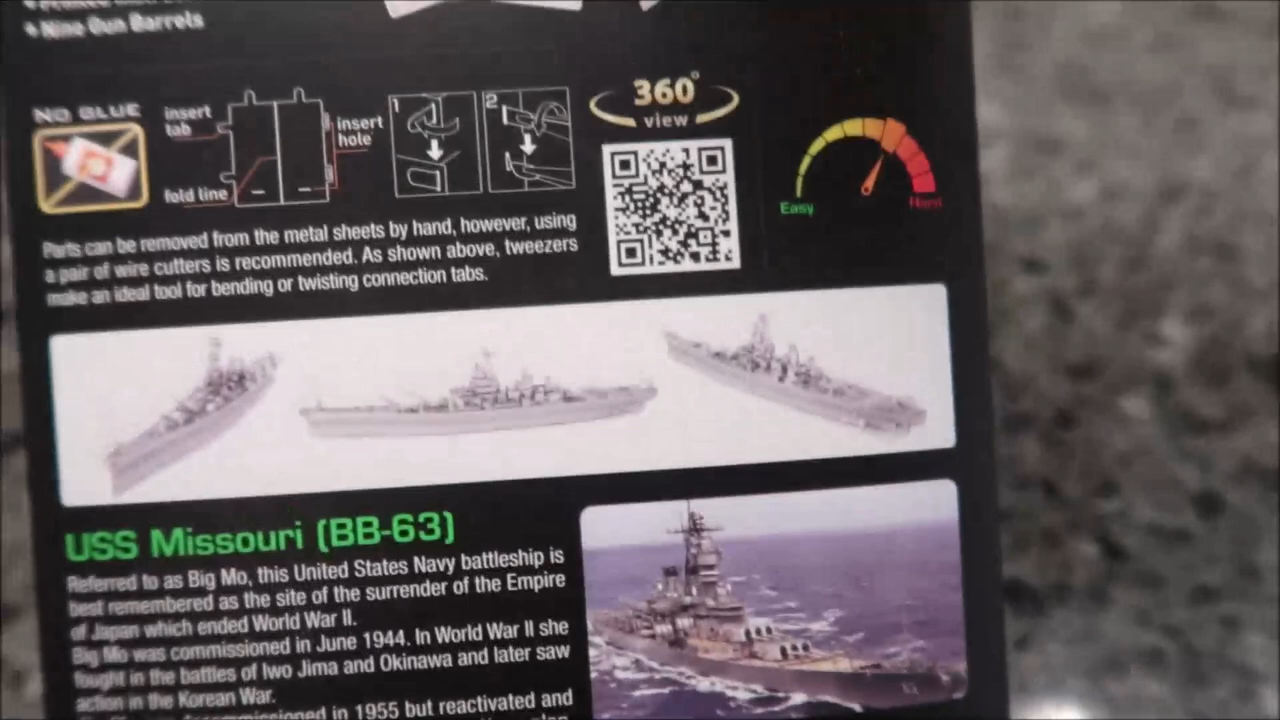 Nine Gun Barrels
NO GLUE
insert
tab
insert
hole
fold line
1
2
360°
view
Easy
Hard
Parts can be removed from the metal sheets by hand, however, using
a pair of wire cutters is recommended. As shown above, tweezers
make an ideal tool for bending or twisting connection tabs.
USS Missouri (BB-63)
Referred to as Big Mo, this United States Navy battleship is
best remembered as the site of the surrender of the Empire
of Japan which ended World War II.
Big Mo was commissioned in June 1944. In World War II she
fought in the battles of Iwo Jima and Okinawa and later saw
action in the Korean War.
decommissioned in 1955 but reactivated and